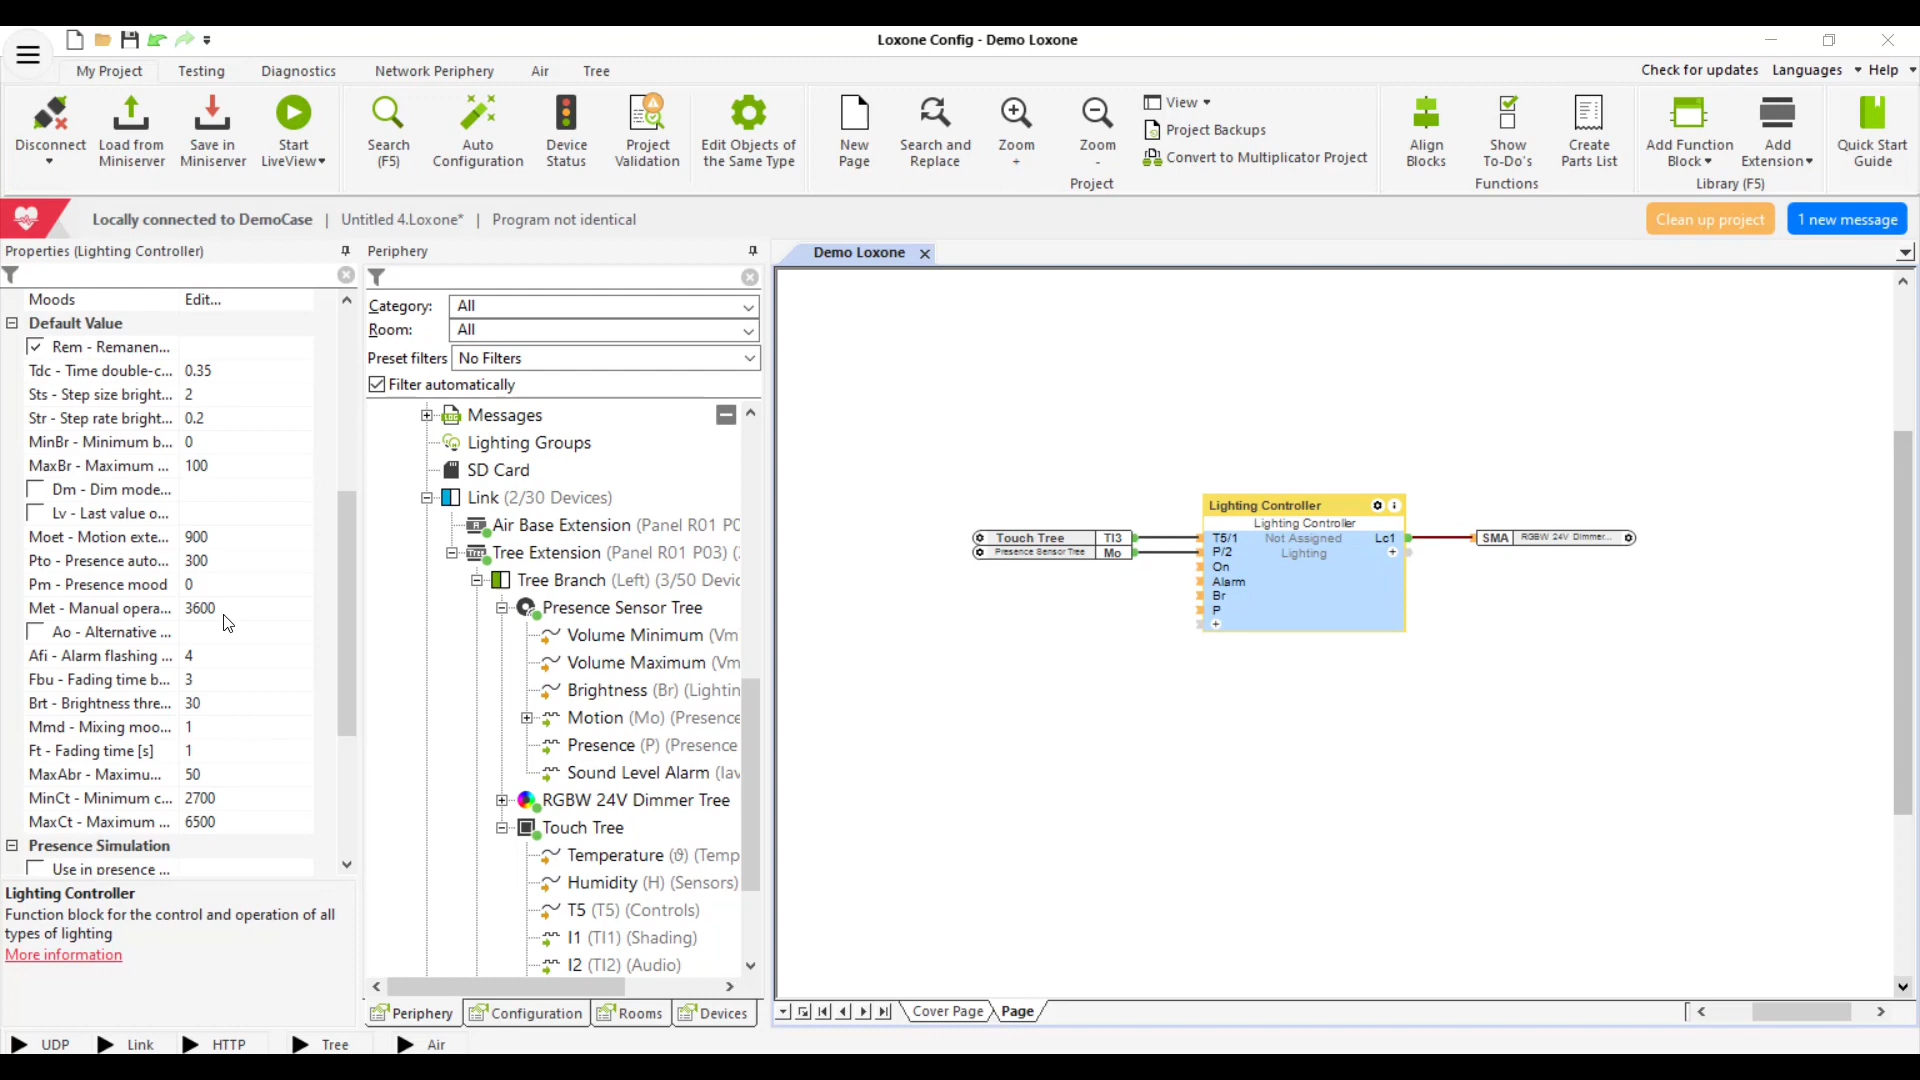 Loxone Config - Demo Loxone
My Project
Testing
Diagnostics
Network Periphery
Air
Tree
Check for updates
Languages
Help
Disconnect
Load from
Miniserver
Save in
Miniserver
Start
LiveView
Search
(F5)
Auto
Configuration
Device
Status
Project
Validation
Edit Objects of
the Same Type
New
Page
Search and
Replace
Zoom
+
Zoom
-
View
Project Backups
Convert to Multiplicator Project
Project
Align
Blocks
Show
To-Do's
Create
Parts List
Functions
Add Function
Block
Add
Extension
Library (F5)
Quick Start
Guide
Locally connected to DemoCase | Untitled 4.Loxone* | Program not identical
Clean up project
1 new message
Properties (Lighting Controller)
Moods Edit...
Default Value
Rem - Remanen...
Tdc - Time double-c... 0.35
Sts - Step size bright... 2
Str - Step rate bright... 0.2
MinBr - Minimum b... 0
MaxBr - Maximum ... 100
Dm - Dim mode...
Lv - Last value o...
Moet - Motion exte... 900
Pto - Presence auto... 300
Pm - Presence mood 0
Met - Manual opera... 3600
Ao - Alternative ...
Afi - Alarm flashing ... 4
Fbu - Fading time b... 3
Brt - Brightness thre... 30
Mmd - Mixing moo... 1
Ft - Fading time [s] 1
MaxAbr - Maximu... 50
MinCt - Minimum c... 2700
MaxCt - Maximum ... 6500
Presence Simulation
Use in presence ...
Lighting Controller
Function block for the control and operation of all
types of lighting
More information
Periphery
Category: All
Room: All
Preset filters No Filters
Filter automatically
Messages
Lighting Groups
SD Card
Link (2/30 Devices)
Air Base Extension (Panel R01 PC
Tree Extension (Panel R01 P03) (
Tree Branch (Left) (3/50 Devic
Presence Sensor Tree
Volume Minimum (Vm
Volume Maximum (Vm
Brightness (Br) (Lightin
Motion (Mo) (Presence
Presence (P) (Presence
Sound Level Alarm (Iav
RGBW 24V Dimmer Tree
Touch Tree
Temperature (ϑ) (Temp
Humidity (H) (Sensors)
T5 (T5) (Controls)
I1 (TI1) (Shading)
I2 (TI2) (Audio)
Periphery
Configuration
Rooms
Devices
Demo Loxone
Touch Tree TI3
Presence Sensor Tree Mo
Lighting Controller
Lighting Controller
T5/1 Not Assigned Lc1
P/2 Lighting +
On
Alarm
Br
P
+
SMA RGBW 24V Dimmer...
Cover Page
Page
UDP
Link
HTTP
Tree
Air